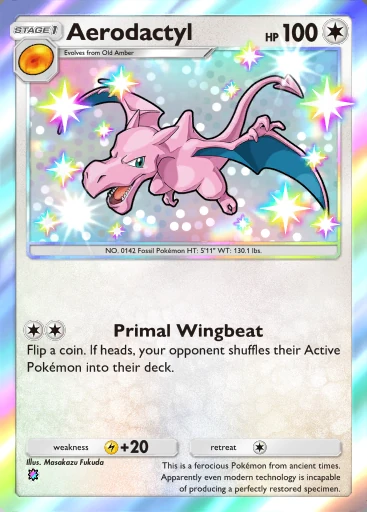 STAGE 1 Aerodactyl HP 100
Evolves from Old Amber
NO. 0142 Fossil Pokémon HT: 5'11" WT: 130.1 lbs.
Primal Wingbeat
Flip a coin. If heads, your opponent shuffles their Active
Pokémon into their deck.
weakness +20 retreat
Illus. Masakazu Fukuda
This is a ferocious Pokémon from ancient times.
Apparently even modern technology is incapable
of producing a perfectly restored specimen.